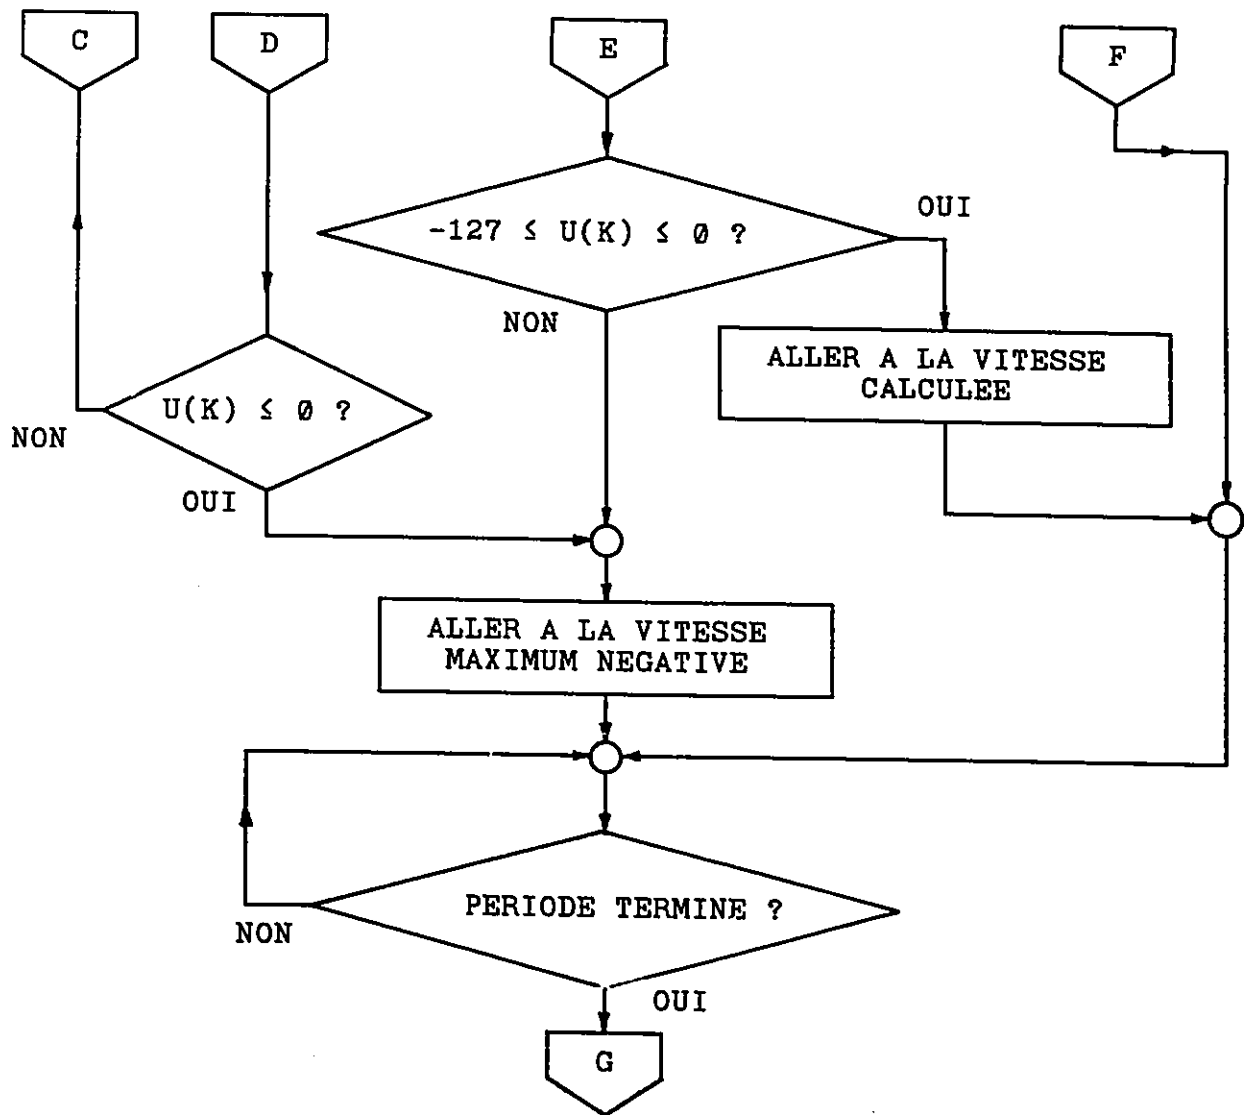 C
D
E
F
-127 ≤ U(K) ≤ 0 ?
OUI
NON
ALLER A LA VITESSE
CALCULEE
U(K) ≤ 0 ?
NON
OUI
ALLER A LA VITESSE
MAXIMUM NEGATIVE
PERIODE TERMINE ?
NON
OUI
G